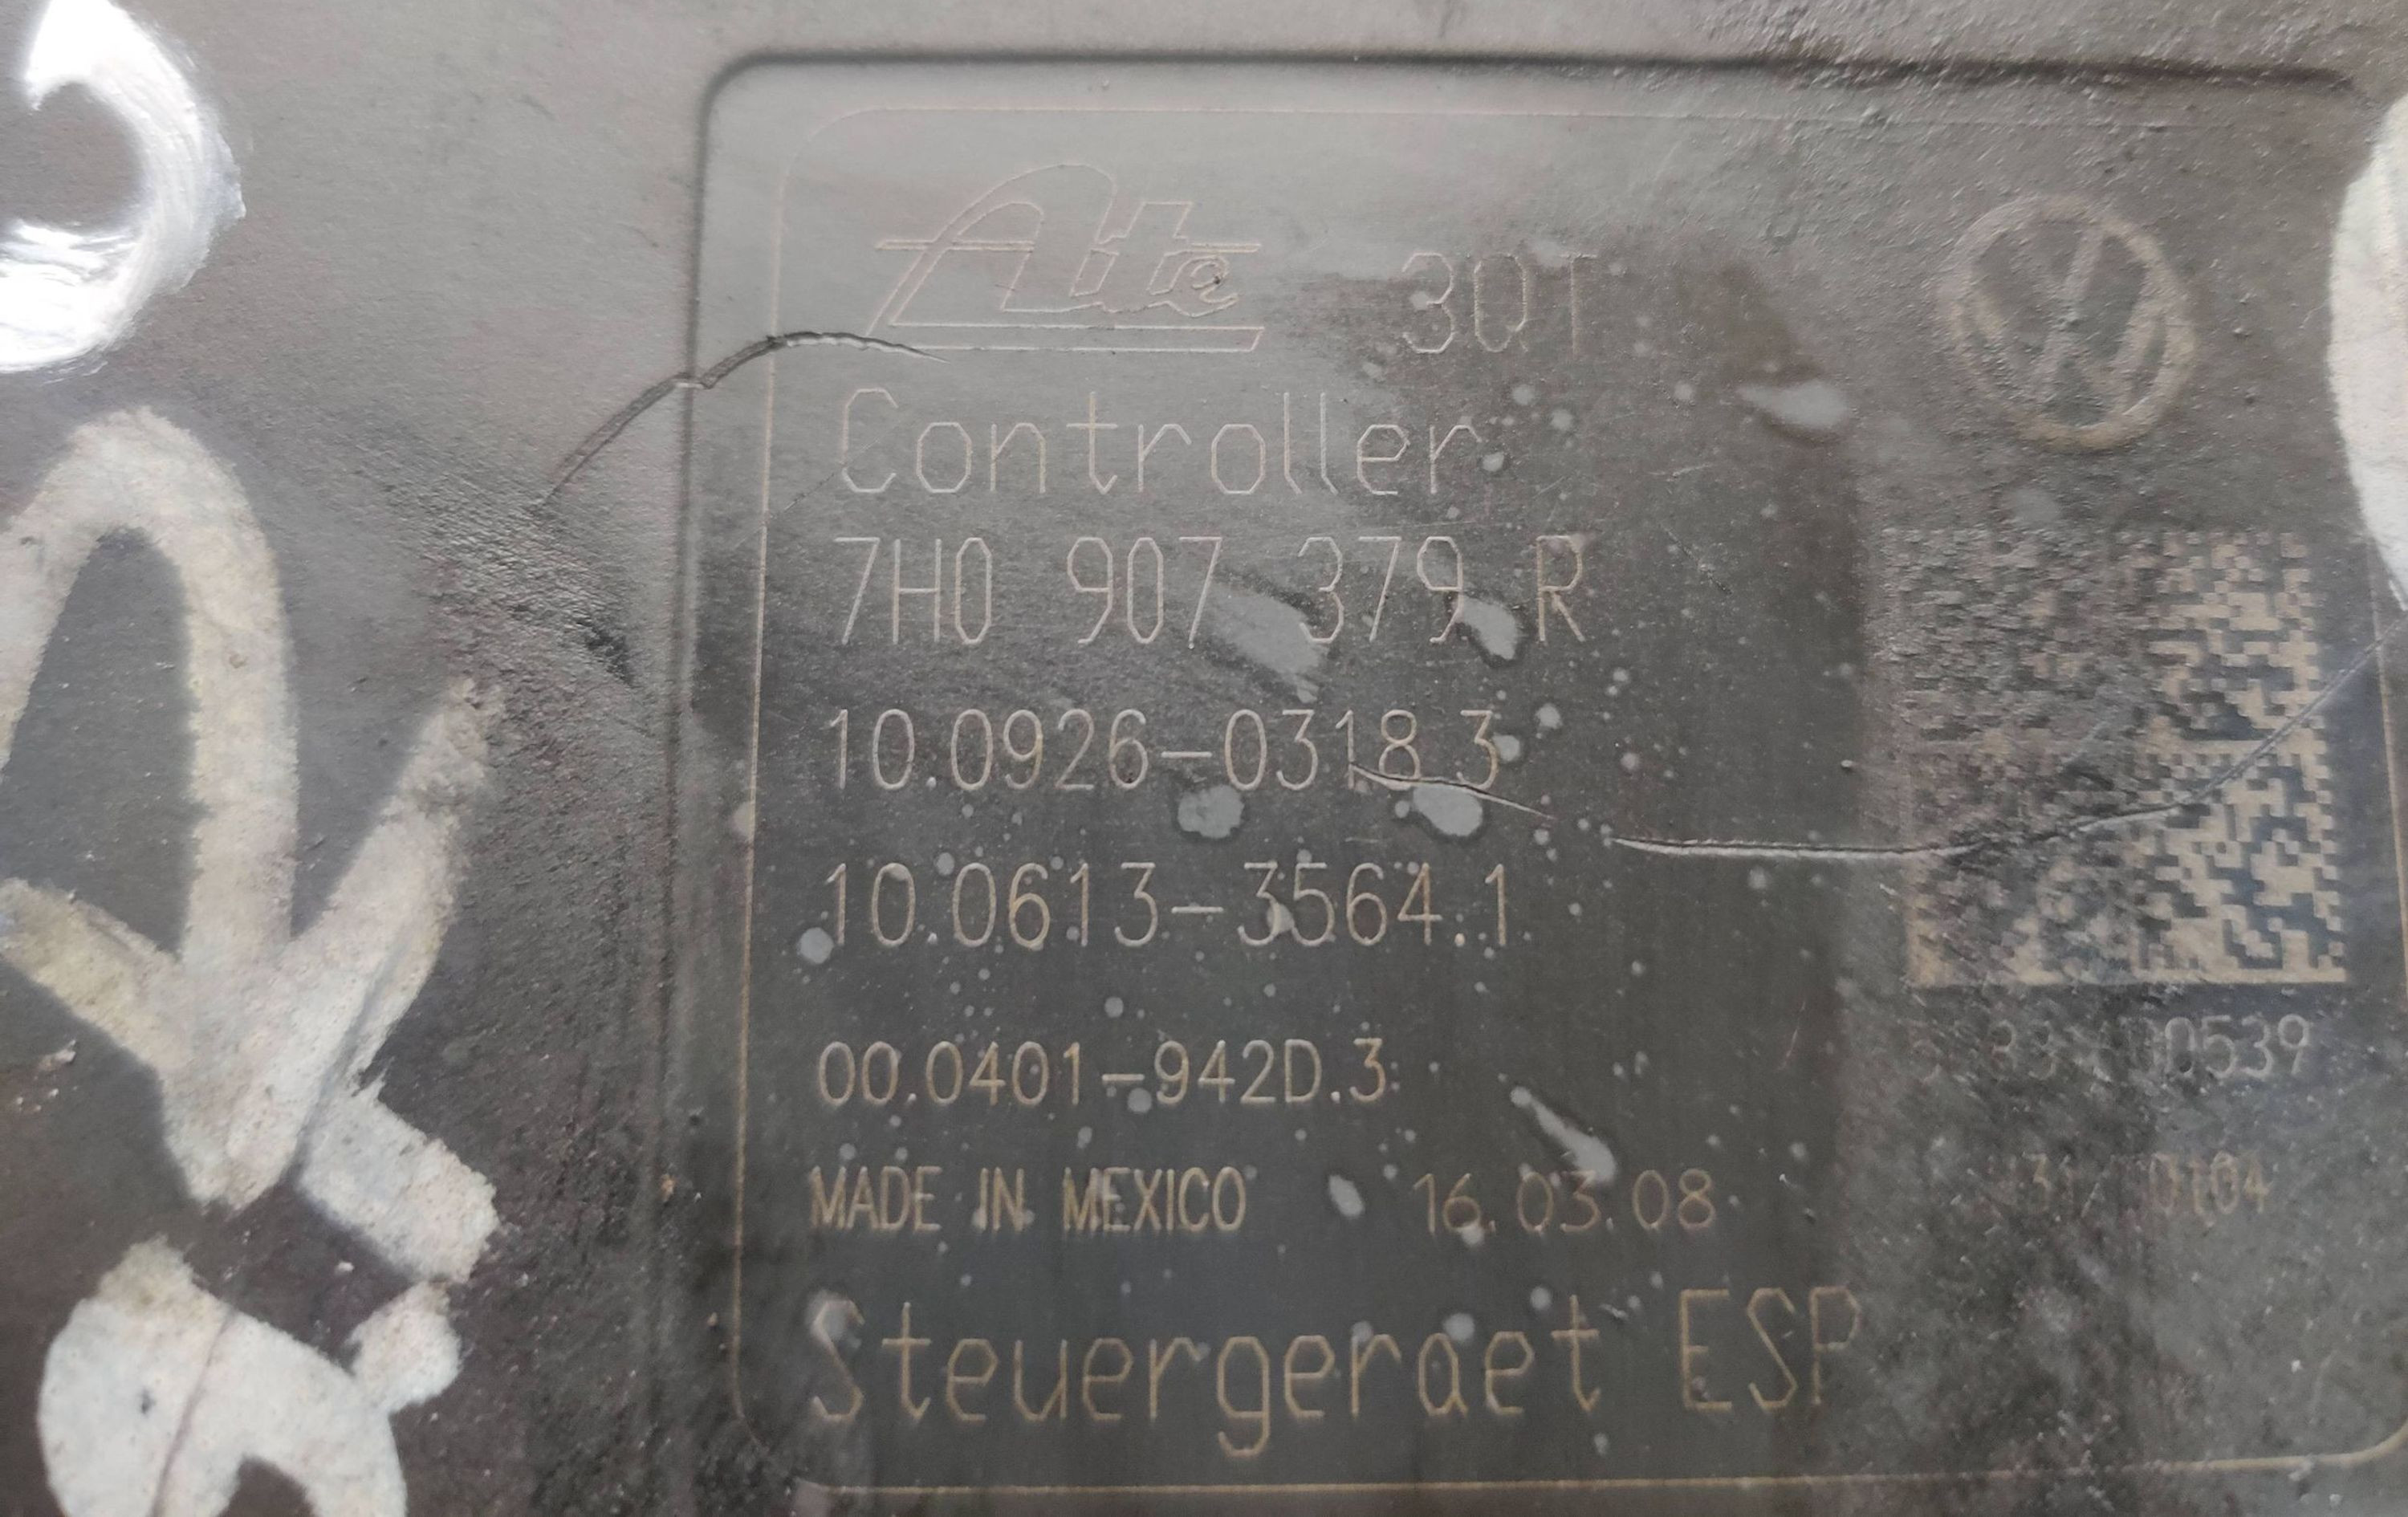 Ate 3QT
Controller
7H0 907 379 R
10.0926-0318.3
10.0613-3564.1
00.0401-942D.3
MADE IN MEXICO 16.03.08
Steuergeraet ESP